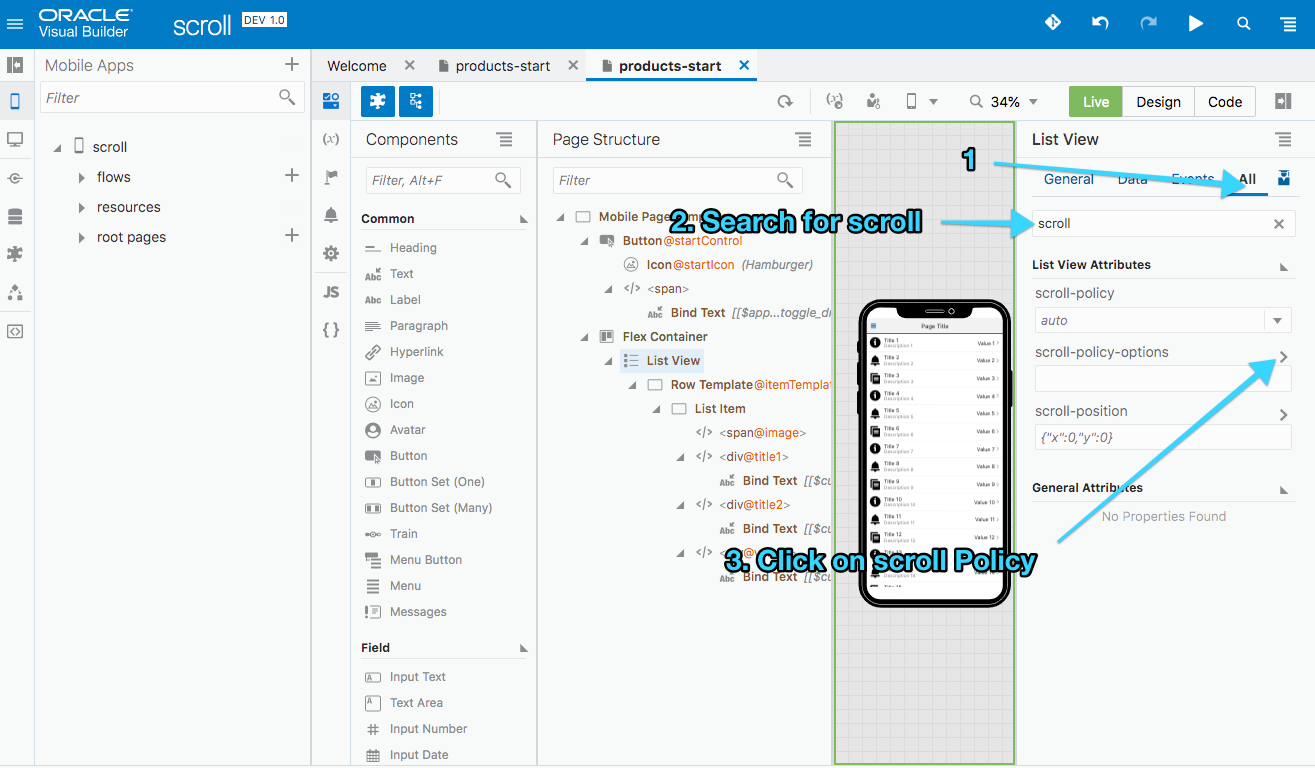 ORACLE
Visual Builder
scroll
DEV 1.0
Mobile Apps
Filter
scroll
flows
resources
root pages
Welcome
products-start
products-start
34%
Live
Design
Code
Components
Filter, Alt+F
Common
Heading
Text
Label
Paragraph
Hyperlink
Image
Icon
Avatar
Button
Button Set (One)
Button Set (Many)
Train
Menu Button
Menu
Messages
Field
Input Text
Text Area
Input Number
Input Date
(x)
JS
{ }
Page Structure
Filter
Mobile Page
Button@startControl
Icon@startIcon (Hamburger)
</> <span>
Bind Text [[$app...toggle_dr
Flex Container
List View
Row Template@itemTemplat
List Item
</> <span@image>
</> <div@title1>
Bind Text [[$cu
</> <div@title2>
Bind Text [[$cu
</>
Bind Text [[$cu
Page Title
Title 1
Description 1
Value 1
Title 2
Description 2
Value 2
Title 3
Description 3
Value 3
Title 4
Description 4
Value 4
Title 5
Description 5
Value 5
Title 6
Description 6
Value 6
Title 7
Description 7
Value 7
Title 8
Description 8
Value 8
Title 9
Description 9
Value 9
Title 10
Description 10
Value 10
Title 11
Description 11
Value 11
Title 12
Description 12
Value 12
List View
General
Data
Events
All
scroll
List View Attributes
scroll-policy
auto
scroll-policy-options
scroll-position
{"x":0,"y":0}
General Attributes
No Properties Found
1
2. Search for scroll
3. Click on scroll Policy